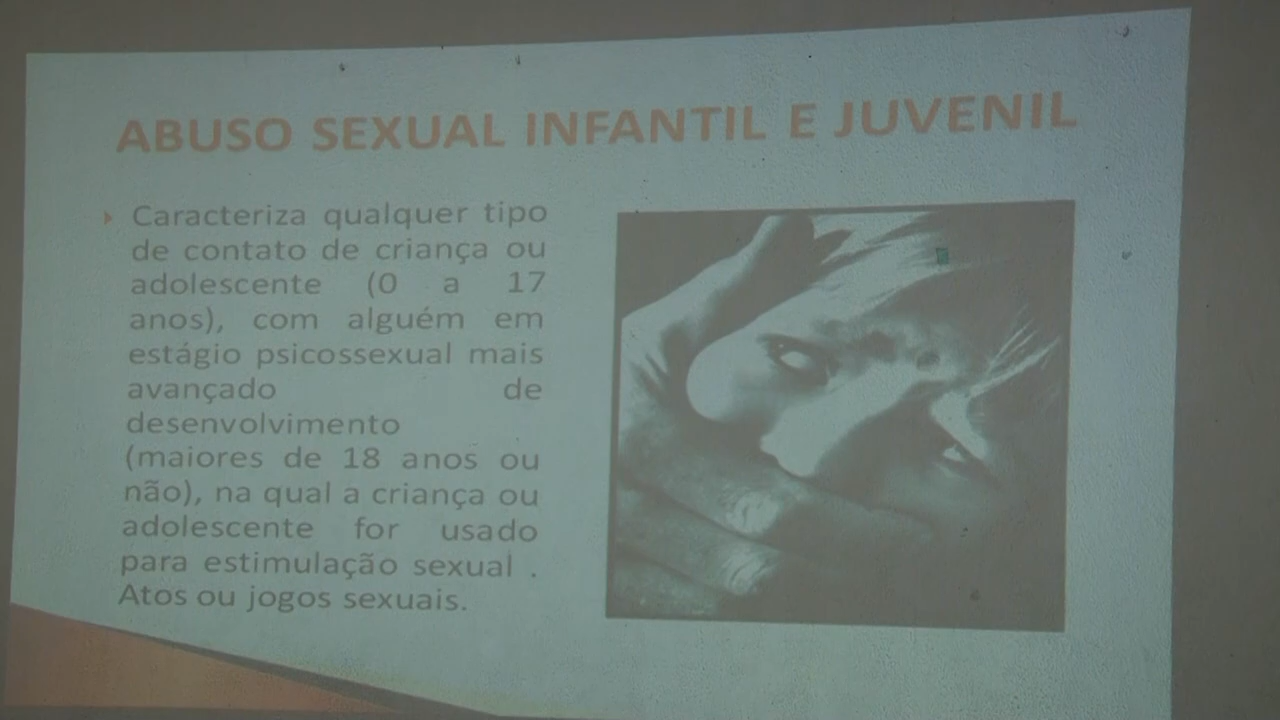 ABUSO SEXUAL INFANTIL E JUVENIL
Caracteriza qualquer tipo
de contato de criança ou
adolescente (0 a 17
anos), com alguém em
estágio psicossexual mais
avançado de
desenvolvimento
(maiores de 18 anos ou
não), na qual a criança ou
adolescente for usado
para estimulação sexual .
Atos ou jogos sexuais.